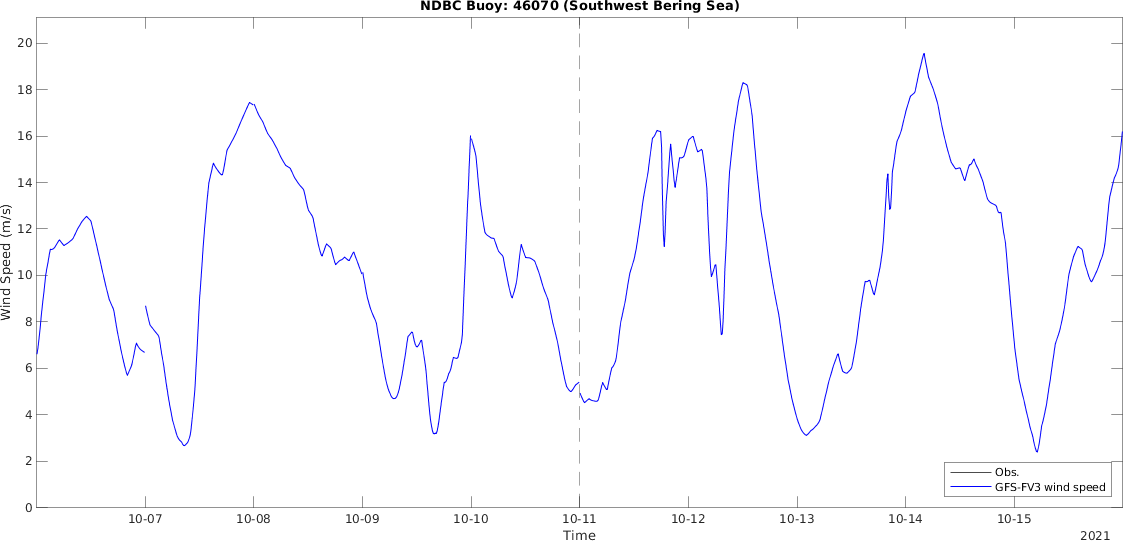 NDBC Buoy: 46070 (Southwest Bering Sea)
Wind Speed (m/s)
20
18
16
14
12
10
8
6
4
2
0
Obs.
GFS-FV3 wind speed
10-07 10-08 10-09 10-10 10-11 10-12 10-13 10-14 10-15
Time
2021